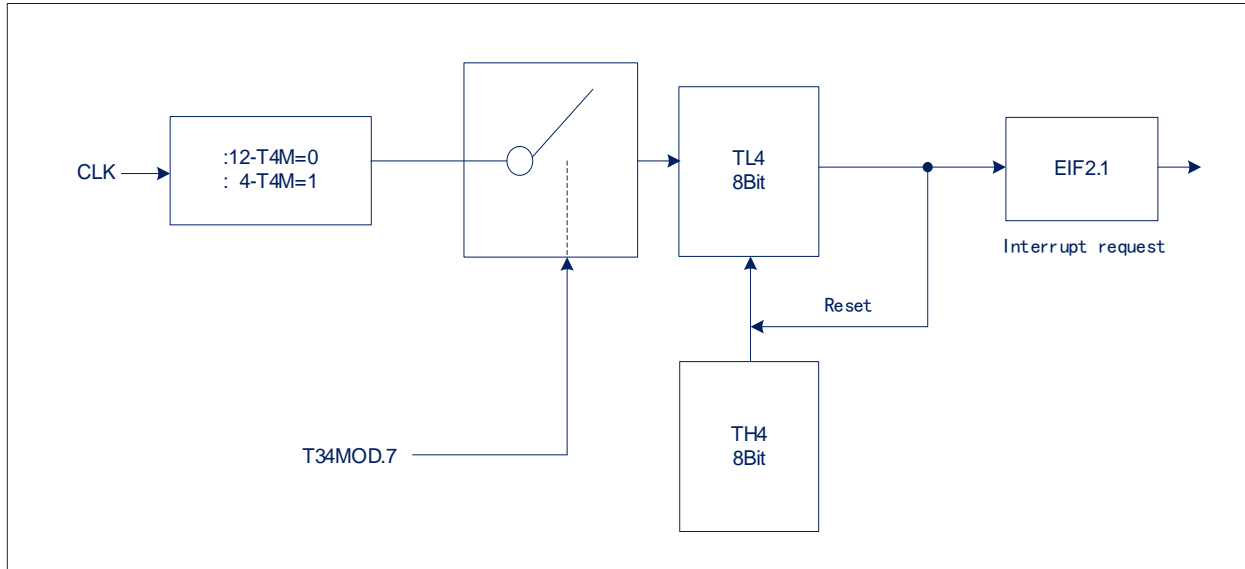 CLK
:12-T4M=0
: 4-T4M=1
TL4
8Bit
EIF2.1
Interrupt request
Reset
TH4
8Bit
T34MOD.7